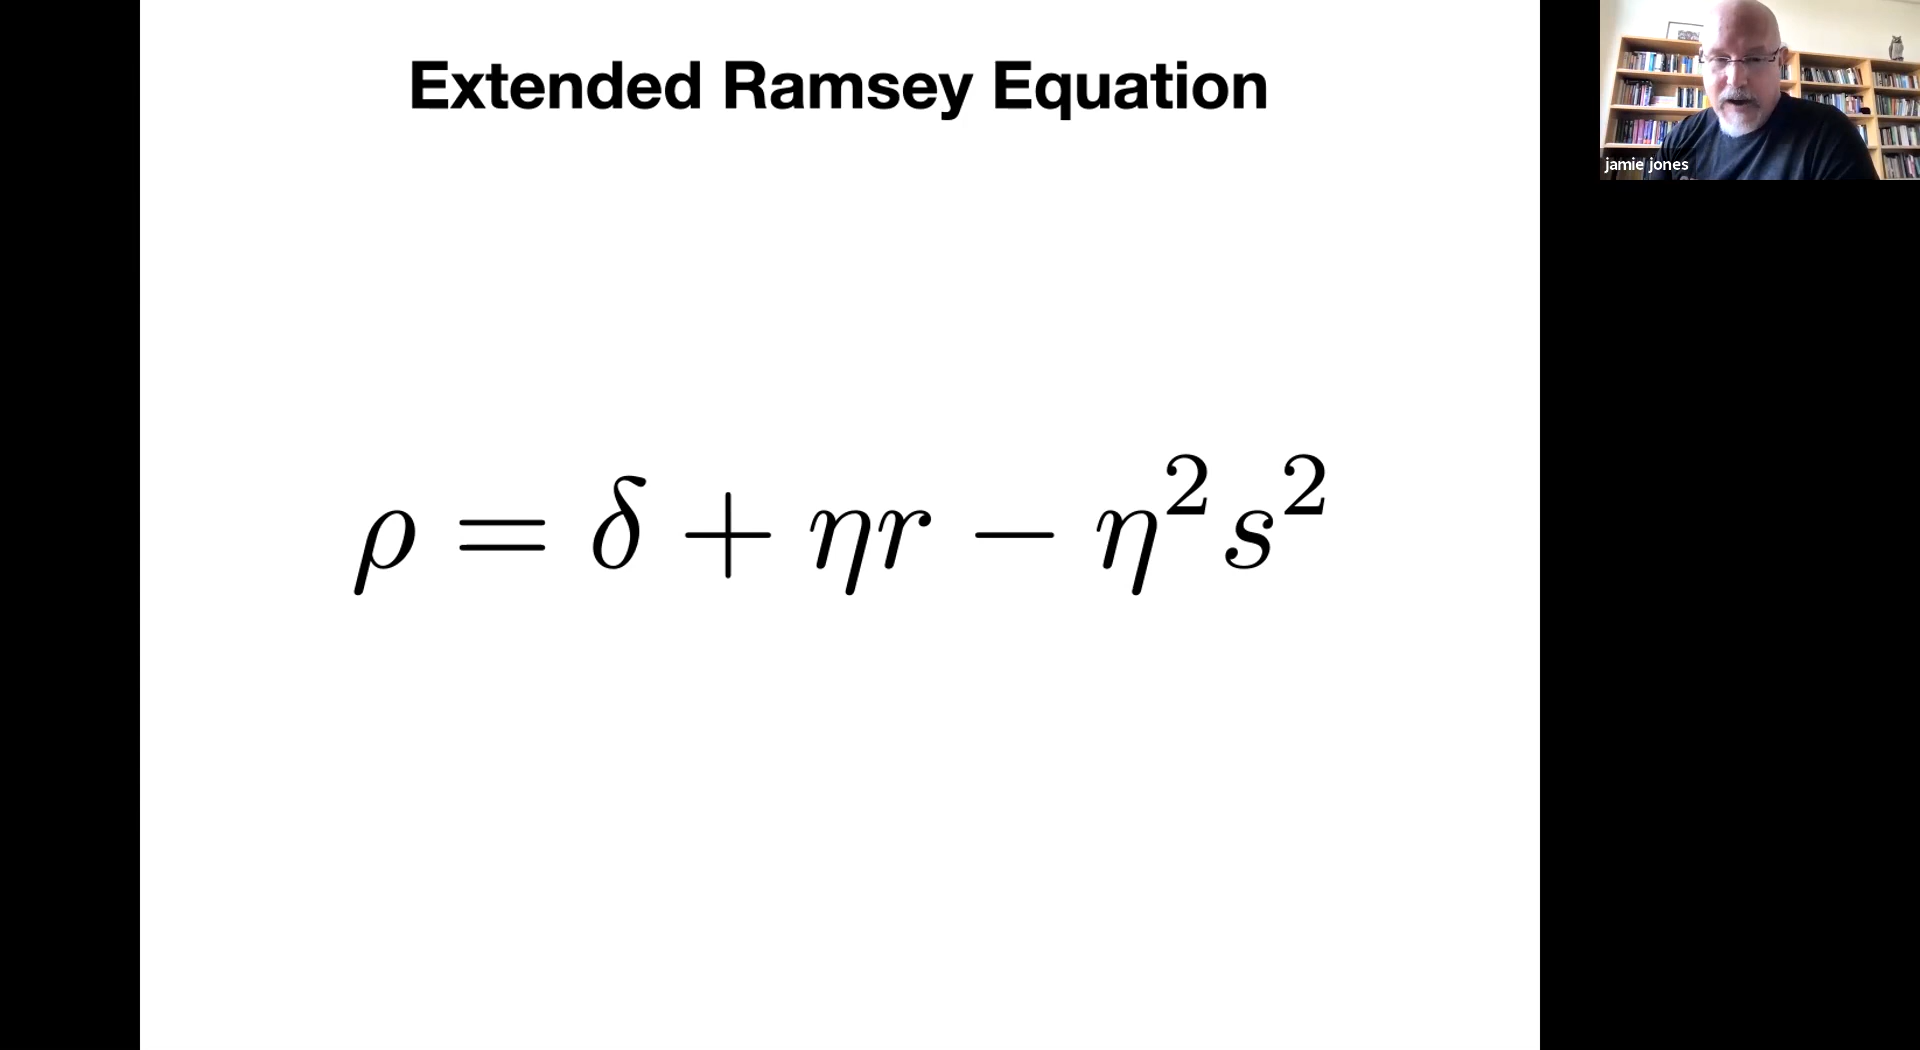 Extended Ramsey Equation
ρ = δ + ηr − η²s²
jamie jones